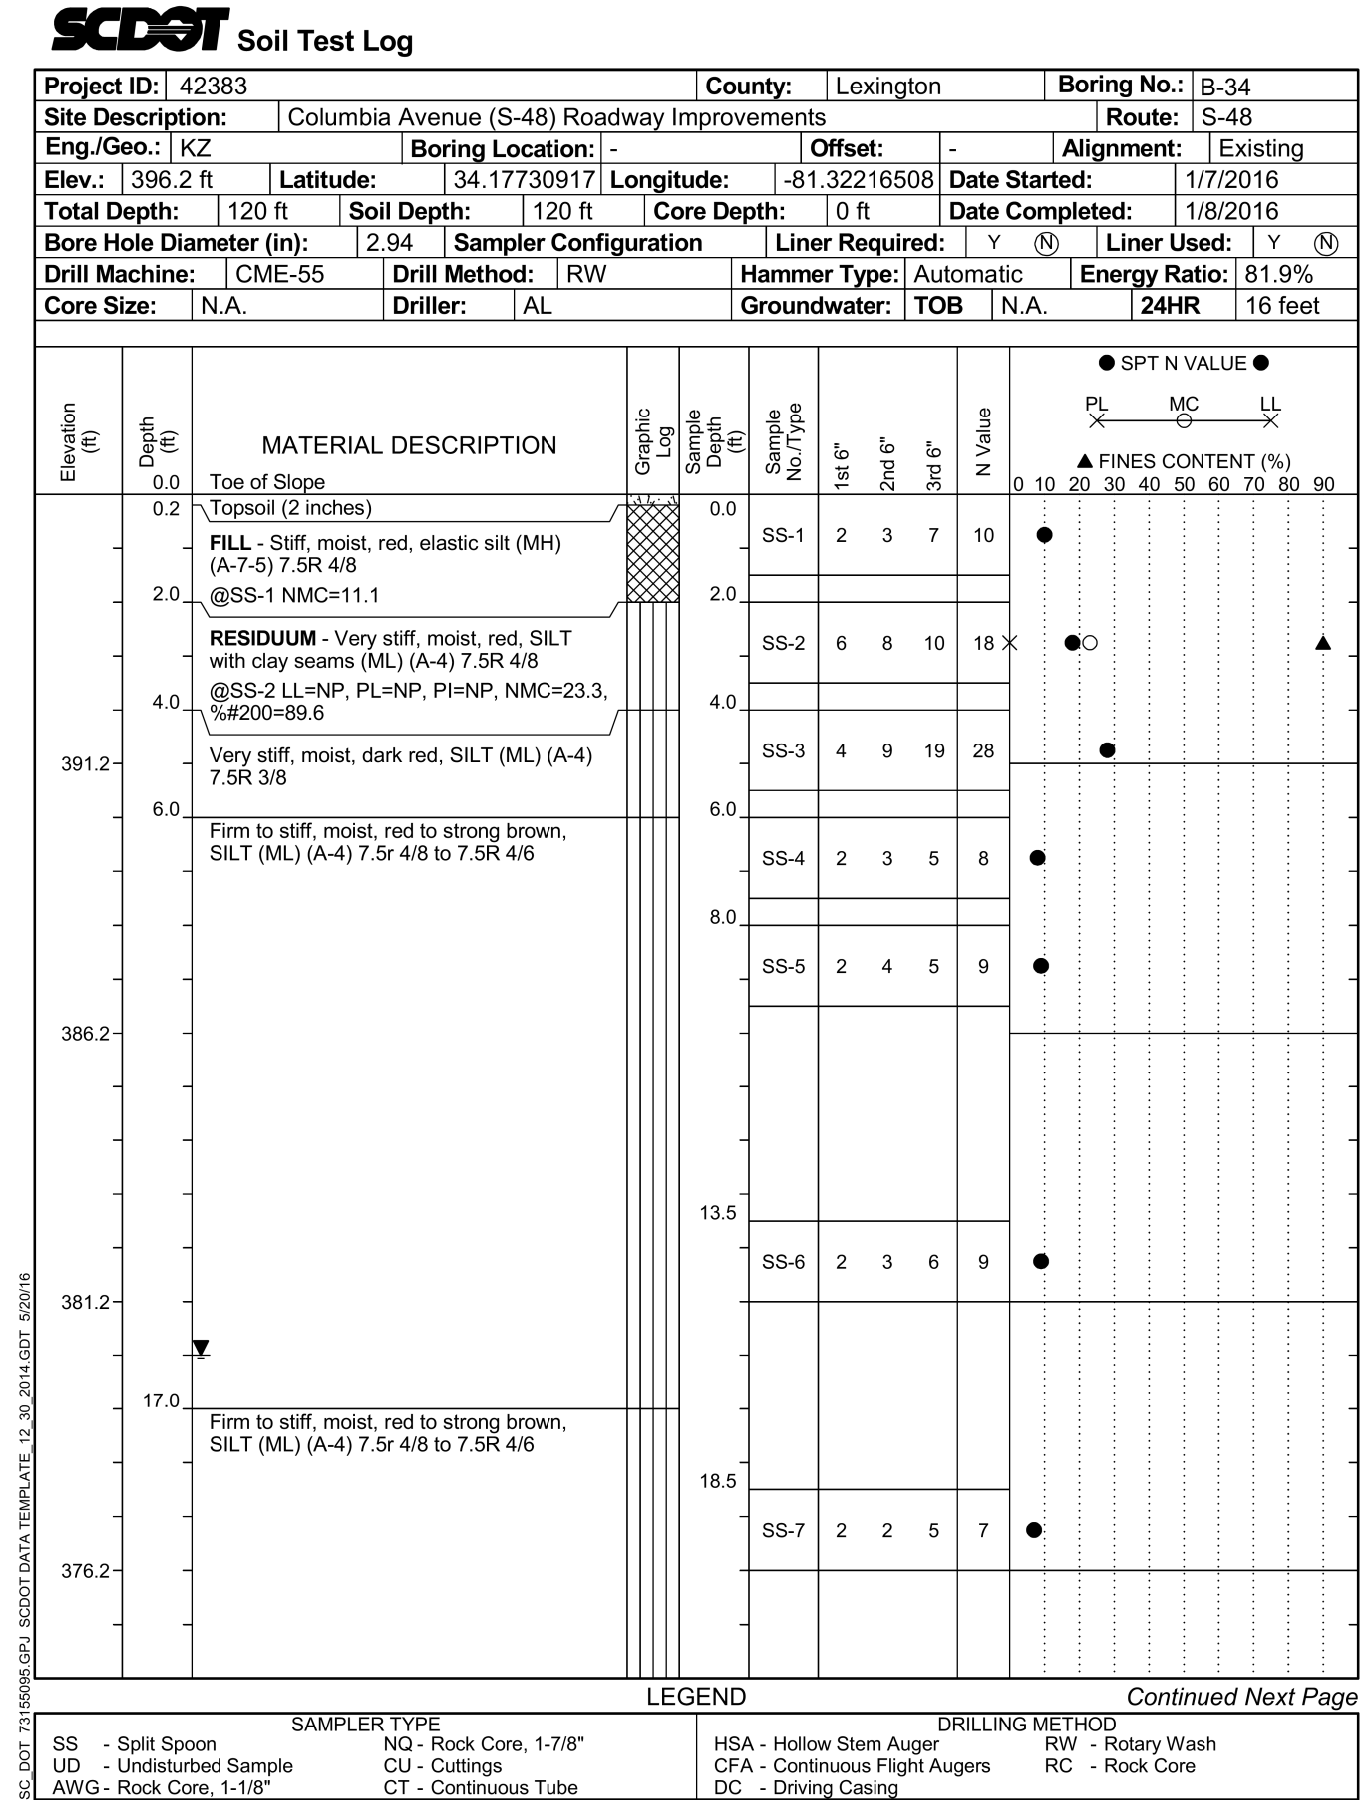 SCDOT Soil Test Log
Project ID: 42383 County: Lexington Boring No.: B-34
Site Description: Columbia Avenue (S-48) Roadway Improvements Route: S-48
Eng./Geo.: KZ Boring Location: - Offset: - Alignment: Existing
Elev.: 396.2 ft Latitude: 34.17730917 Longitude: -81.32216508 Date Started: 1/7/2016
Total Depth: 120 ft Soil Depth: 120 ft Core Depth: 0 ft Date Completed: 1/8/2016
Bore Hole Diameter (in): 2.94 Sampler Configuration Liner Required: Y N Liner Used: Y N
Drill Machine: CME-55 Drill Method: RW Hammer Type: Automatic Energy Ratio: 81.9%
Core Size: N.A. Driller: AL Groundwater: TOB N.A. 24HR 16 feet
Elevation (ft)
Depth (ft)
MATERIAL DESCRIPTION
Graphic Log
Sample Depth (ft)
Sample No./Type
1st 6"
2nd 6"
3rd 6"
N Value
● SPT N VALUE ●
PL MC LL
▲ FINES CONTENT (%)
0 10 20 30 40 50 60 70 80 90
0.0 Toe of Slope
0.2 Topsoil (2 inches) 0.0
SS-1 2 3 7 10
FILL - Stiff, moist, red, elastic silt (MH)
(A-7-5) 7.5R 4/8
2.0 @SS-1 NMC=11.1 2.0
RESIDUUM - Very stiff, moist, red, SILT SS-2 6 8 10 18
with clay seams (ML) (A-4) 7.5R 4/8
@SS-2 LL=NP, PL=NP, PI=NP, NMC=23.3,
4.0 4.0
%#200=89.6
Very stiff, moist, dark red, SILT (ML) (A-4) SS-3 4 9 19 28
391.2
7.5R 3/8
6.0 6.0
Firm to stiff, moist, red to strong brown,
SILT (ML) (A-4) 7.5r 4/8 to 7.5R 4/6 SS-4 2 3 5 8
8.0
SS-5 2 4 5 9
386.2
13.5
SS-6 2 3 6 9
381.2
17.0
Firm to stiff, moist, red to strong brown,
SILT (ML) (A-4) 7.5r 4/8 to 7.5R 4/6
18.5
SS-7 2 2 5 7
376.2
SC_DOT 73155095.GPJ SCDOT DATA TEMPLATE_12_30_2014.GDT 5/20/16
LEGEND Continued Next Page
SAMPLER TYPE DRILLING METHOD
SS - Split Spoon NQ - Rock Core, 1-7/8" HSA - Hollow Stem Auger RW - Rotary Wash
UD - Undisturbed Sample CU - Cuttings CFA - Continuous Flight Augers RC - Rock Core
AWG - Rock Core, 1-1/8" CT - Continuous Tube DC - Driving Casing